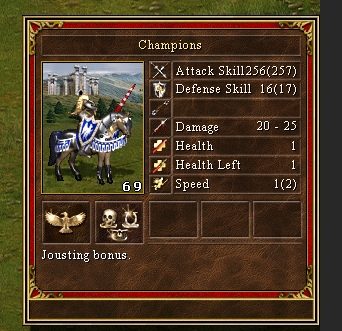 Champions
Attack Skill256(257)
Defense Skill 16(17)
Damage 20 - 25
Health 1
Health Left 1
Speed 1(2)
69
Jousting bonus.